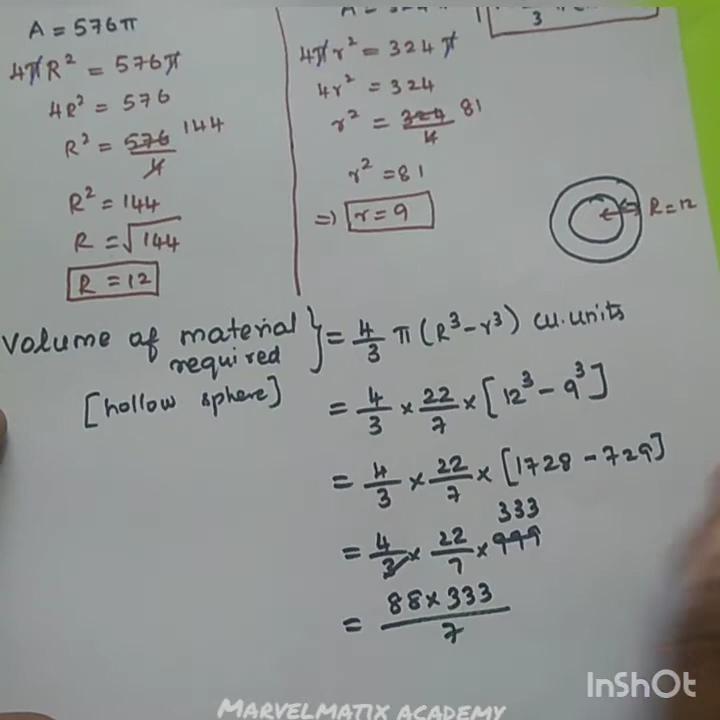 A = 576π
4πR² = 576π
4R² = 576
R² = 576/4 144
R² = 144
R = √144
R = 12
4πr² = 324π
4r² = 324
r² = 324/4 81
r² = 81
⇒ r = 9
3
R = 12
Volume of material required } = 4/3 π (R³ - r³) cu.units
[hollow sphere]
= 4/3 × 22/7 × [12³ - 9³]
= 4/3 × 22/7 × [1728 - 729]
= 4/3 × 22/7 × 999 333
= 88 × 333 / 7
InShOt
MARVELMATIX ACADEMY